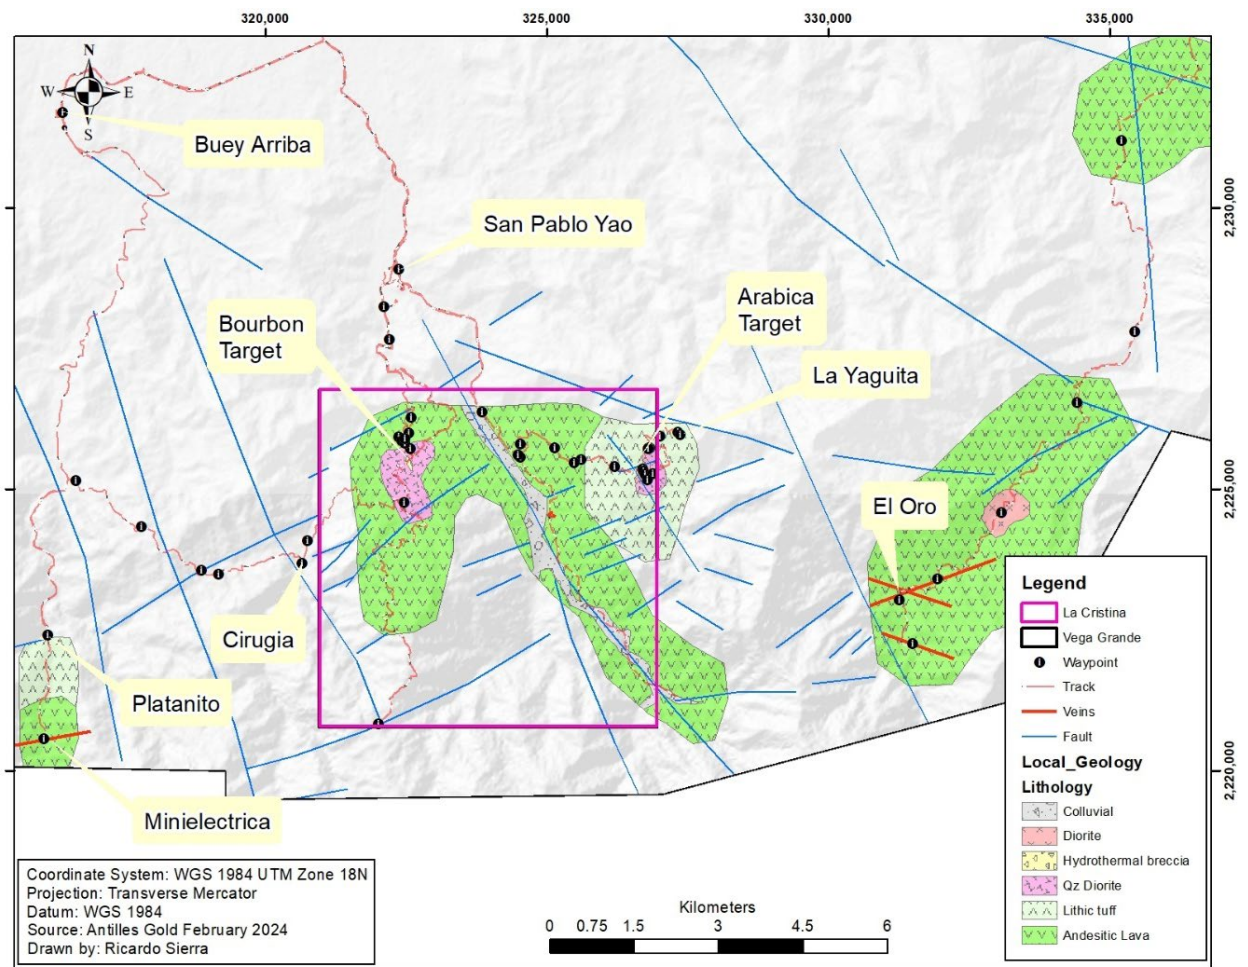 320,000
325,000
330,000
335,000
N
W
E
S
Buey Arriba
San Pablo Yao
2,230,000
Bourbon
Target
Arabica
Target
La Yaguita
2,225,000
El Oro
Cirugia
Platanito
Minielectrica
2,220,000
Legend
La Cristina
Vega Grande
Waypoint
Track
Veins
Fault
Local_Geology
Lithology
Colluvial
Diorite
Hydrothermal breccia
Qz Diorite
Lithic tuff
Andesitic Lava
Coordinate System: WGS 1984 UTM Zone 18N
Projection: Transverse Mercator
Datum: WGS 1984
Source: Antilles Gold February 2024
Drawn by: Ricardo Sierra
Kilometers
0 0.75 1.5 3 4.5 6